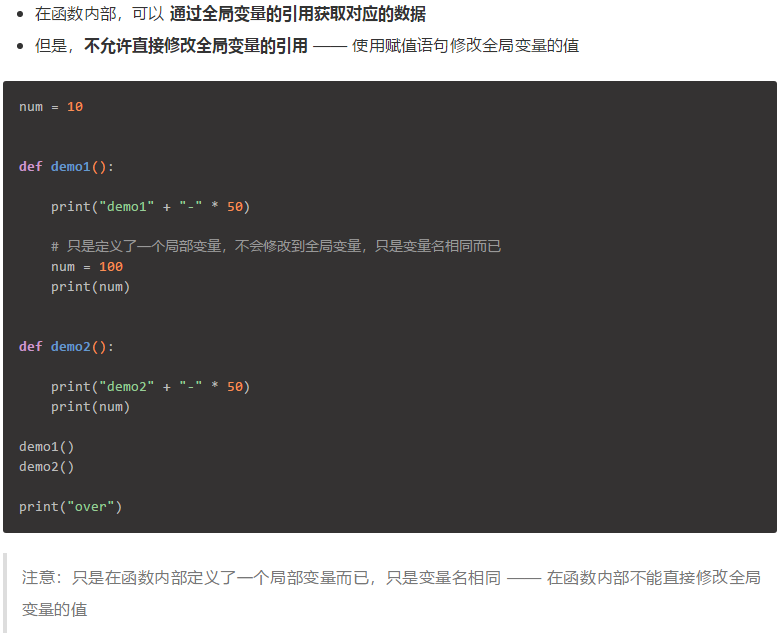 在函数内部，可以 通过全局变量的引用获取对应的数据
但是，不允许直接修改全局变量的引用 —— 使用赋值语句修改全局变量的值
num = 10
def demo1():
print("demo1" + "-" * 50)
# 只是定义了一个局部变量，不会修改到全局变量，只是变量名相同而已
num = 100
print(num)
def demo2():
print("demo2" + "-" * 50)
print(num)
demo1()
demo2()
print("over")
注意：只是在函数内部定义了一个局部变量而已，只是变量名相同 —— 在函数内部不能直接修改全局
变量的值